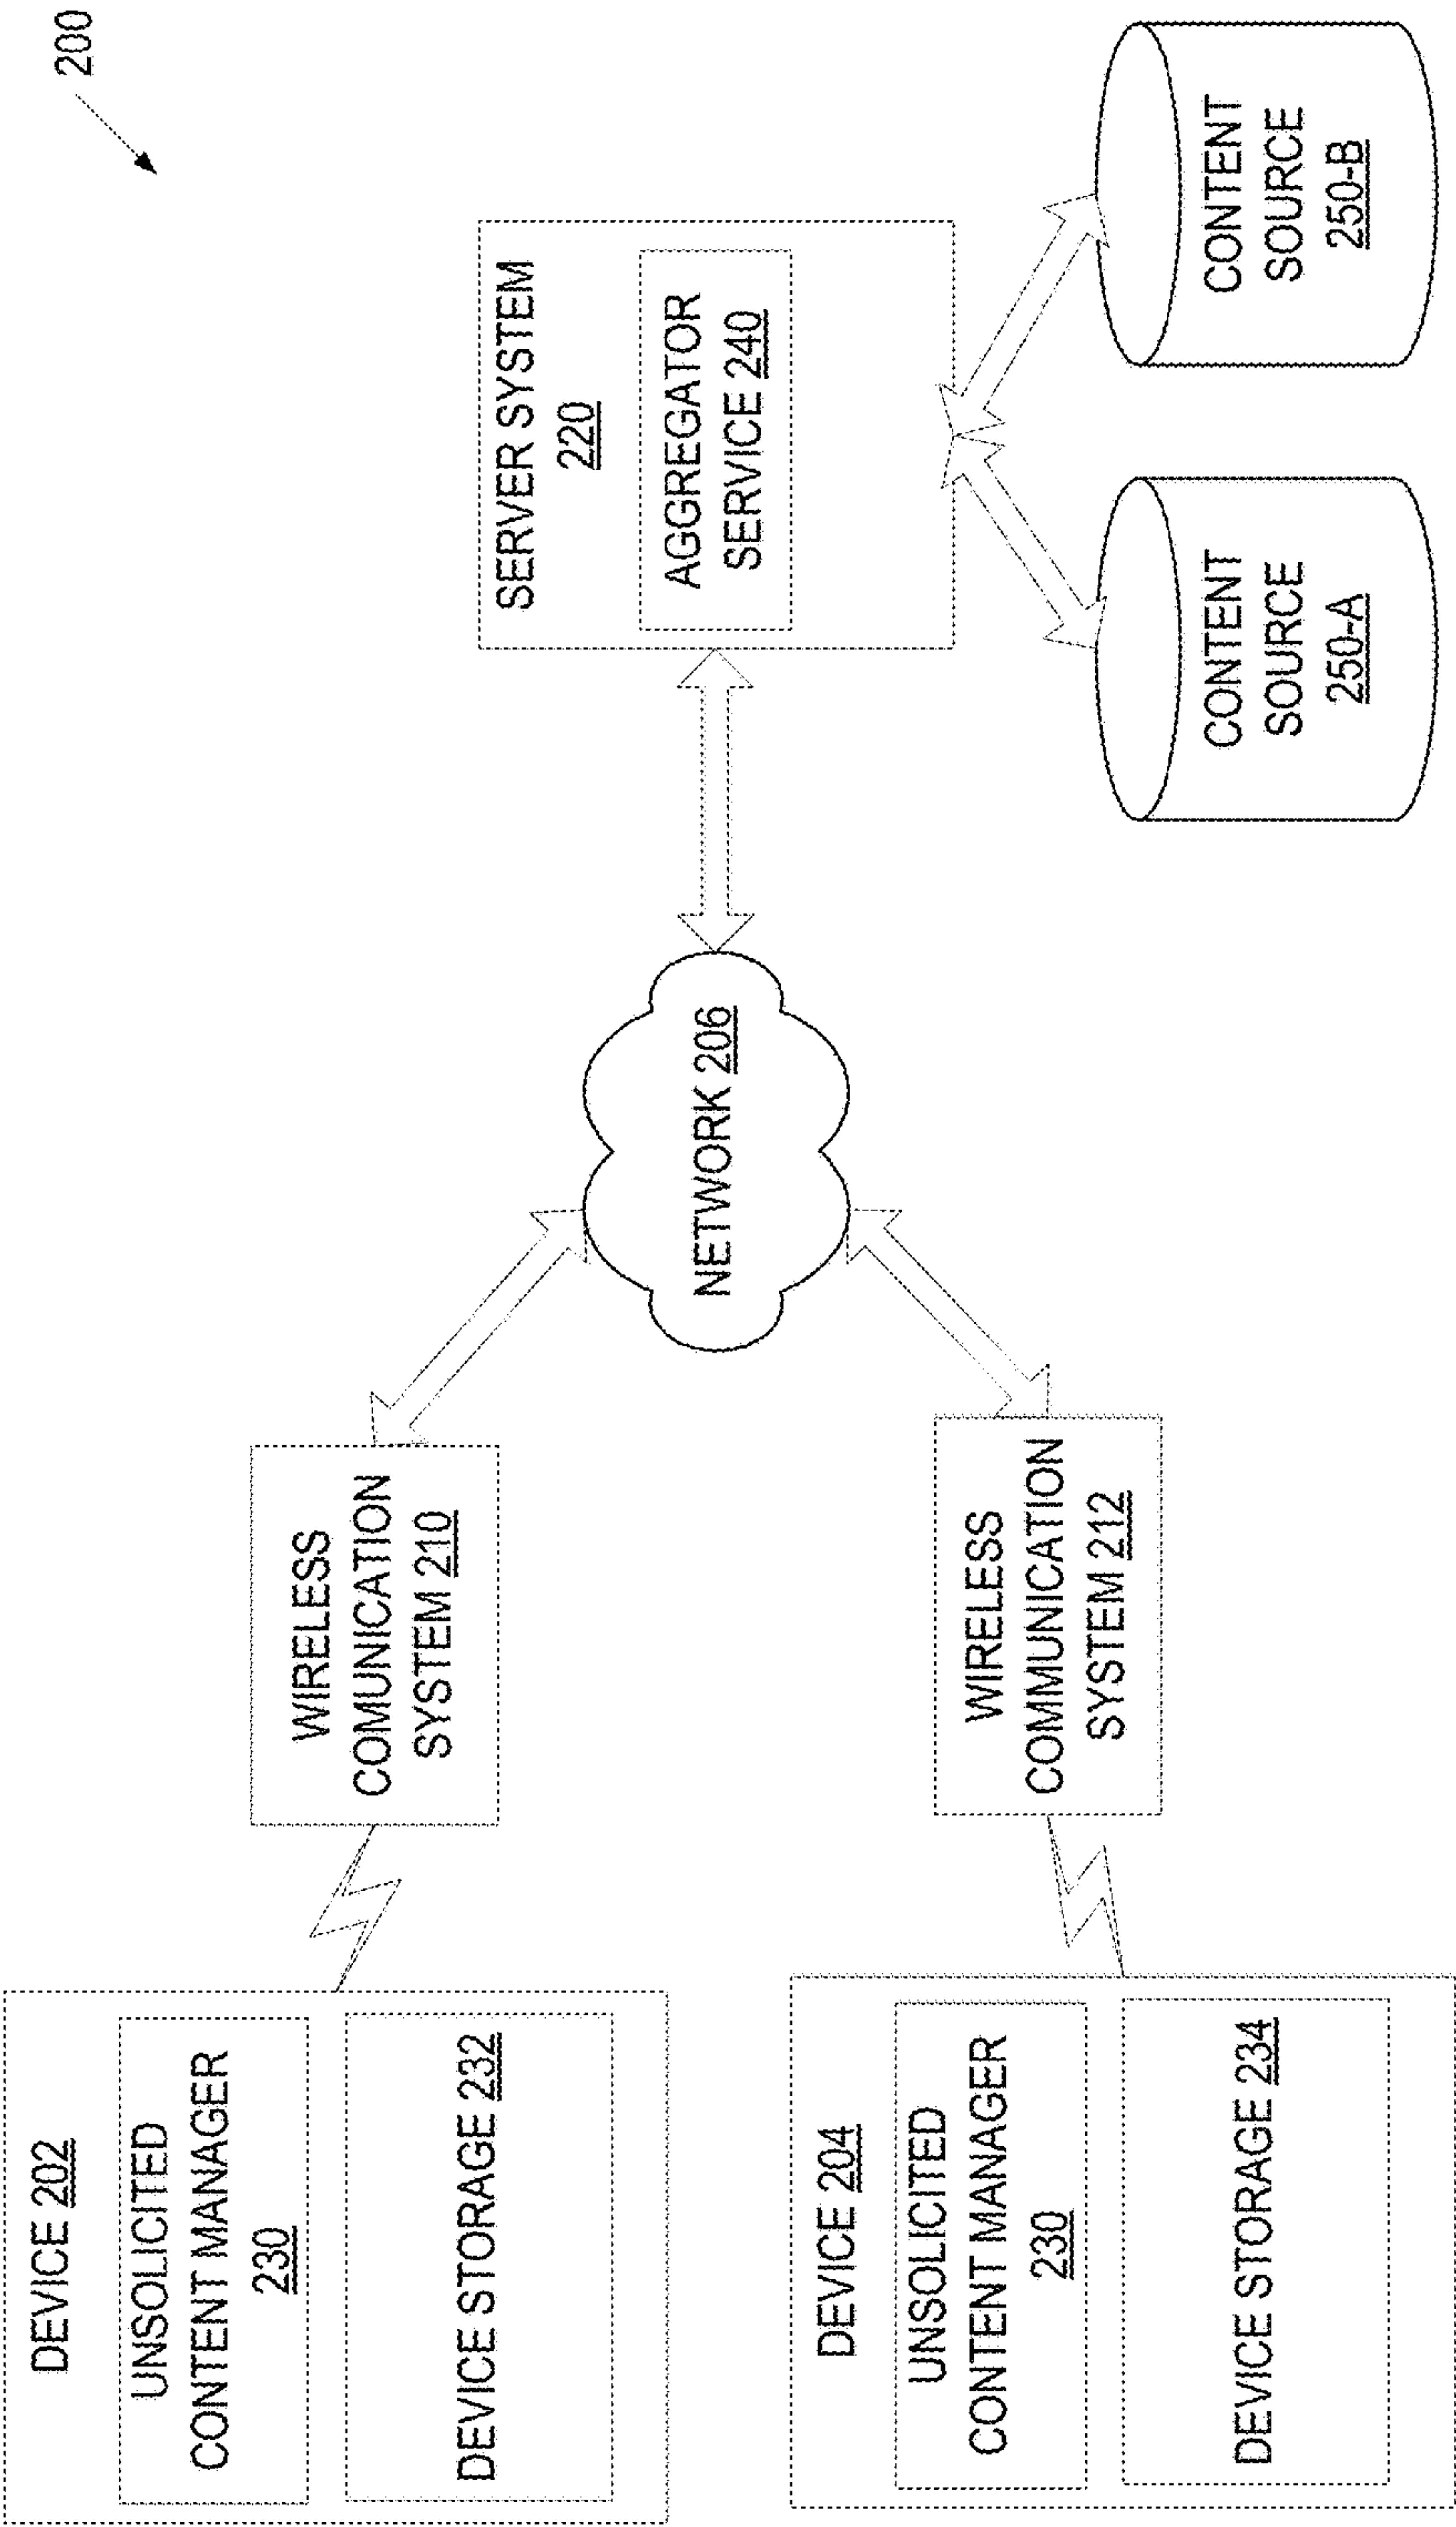 200
DEVICE 202
UNSOLICITED
CONTENT MANAGER
230
DEVICE STORAGE 232
WIRELESS
COMUNICATION
SYSTEM 210
DEVICE 204
UNSOLICITED
CONTENT MANAGER
230
DEVICE STORAGE 234
WIRELESS
COMMUNICATION
SYSTEM 212
NETWORK 206
SERVER SYSTEM
220
AGGREGATOR
SERVICE 240
CONTENT
SOURCE
250-A
CONTENT
SOURCE
250-B